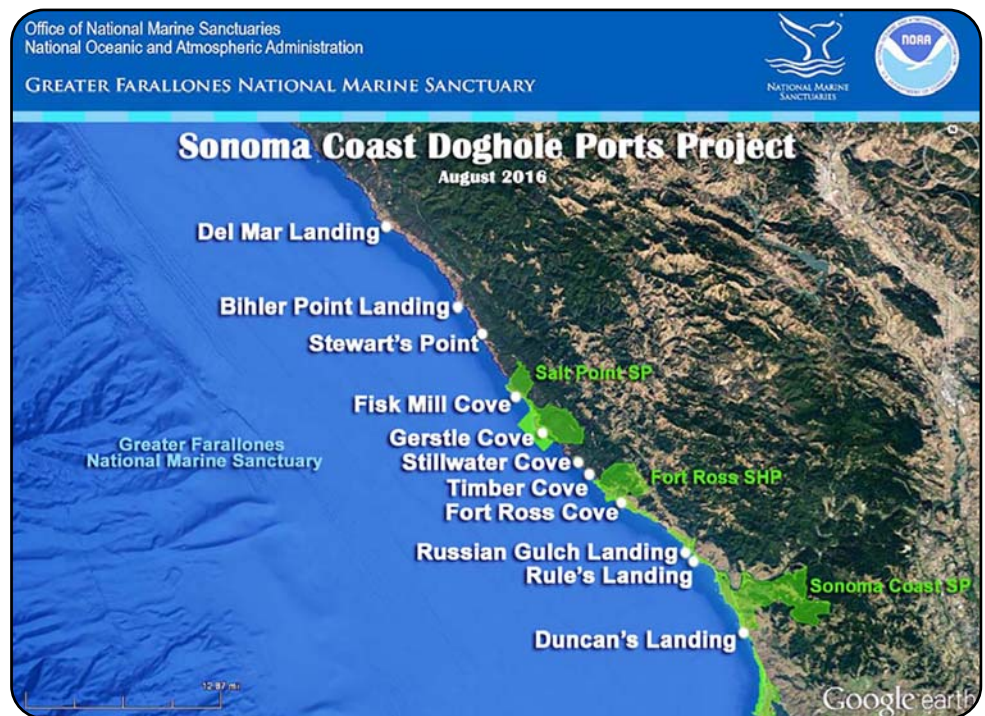 Office of National Marine Sanctuaries
National Oceanic and Atmospheric Administration
GREATER FARALLONES NATIONAL MARINE SANCTUARY
NATIONAL MARINE
SANCTUARIES
NOAA
Sonoma Coast Doghole Ports Project
August 2016
Del Mar Landing
Bihler Point Landing
Stewart's Point
Salt Point SP
Fisk Mill Cove
Gerstle Cove
Greater Farallones
National Marine Sanctuary
Stillwater Cove
Timber Cove
Fort Ross SHP
Fort Ross Cove
Russian Gulch Landing
Rule's Landing
Sonoma Coast SP
Duncan's Landing
12.87 mi
Google earth